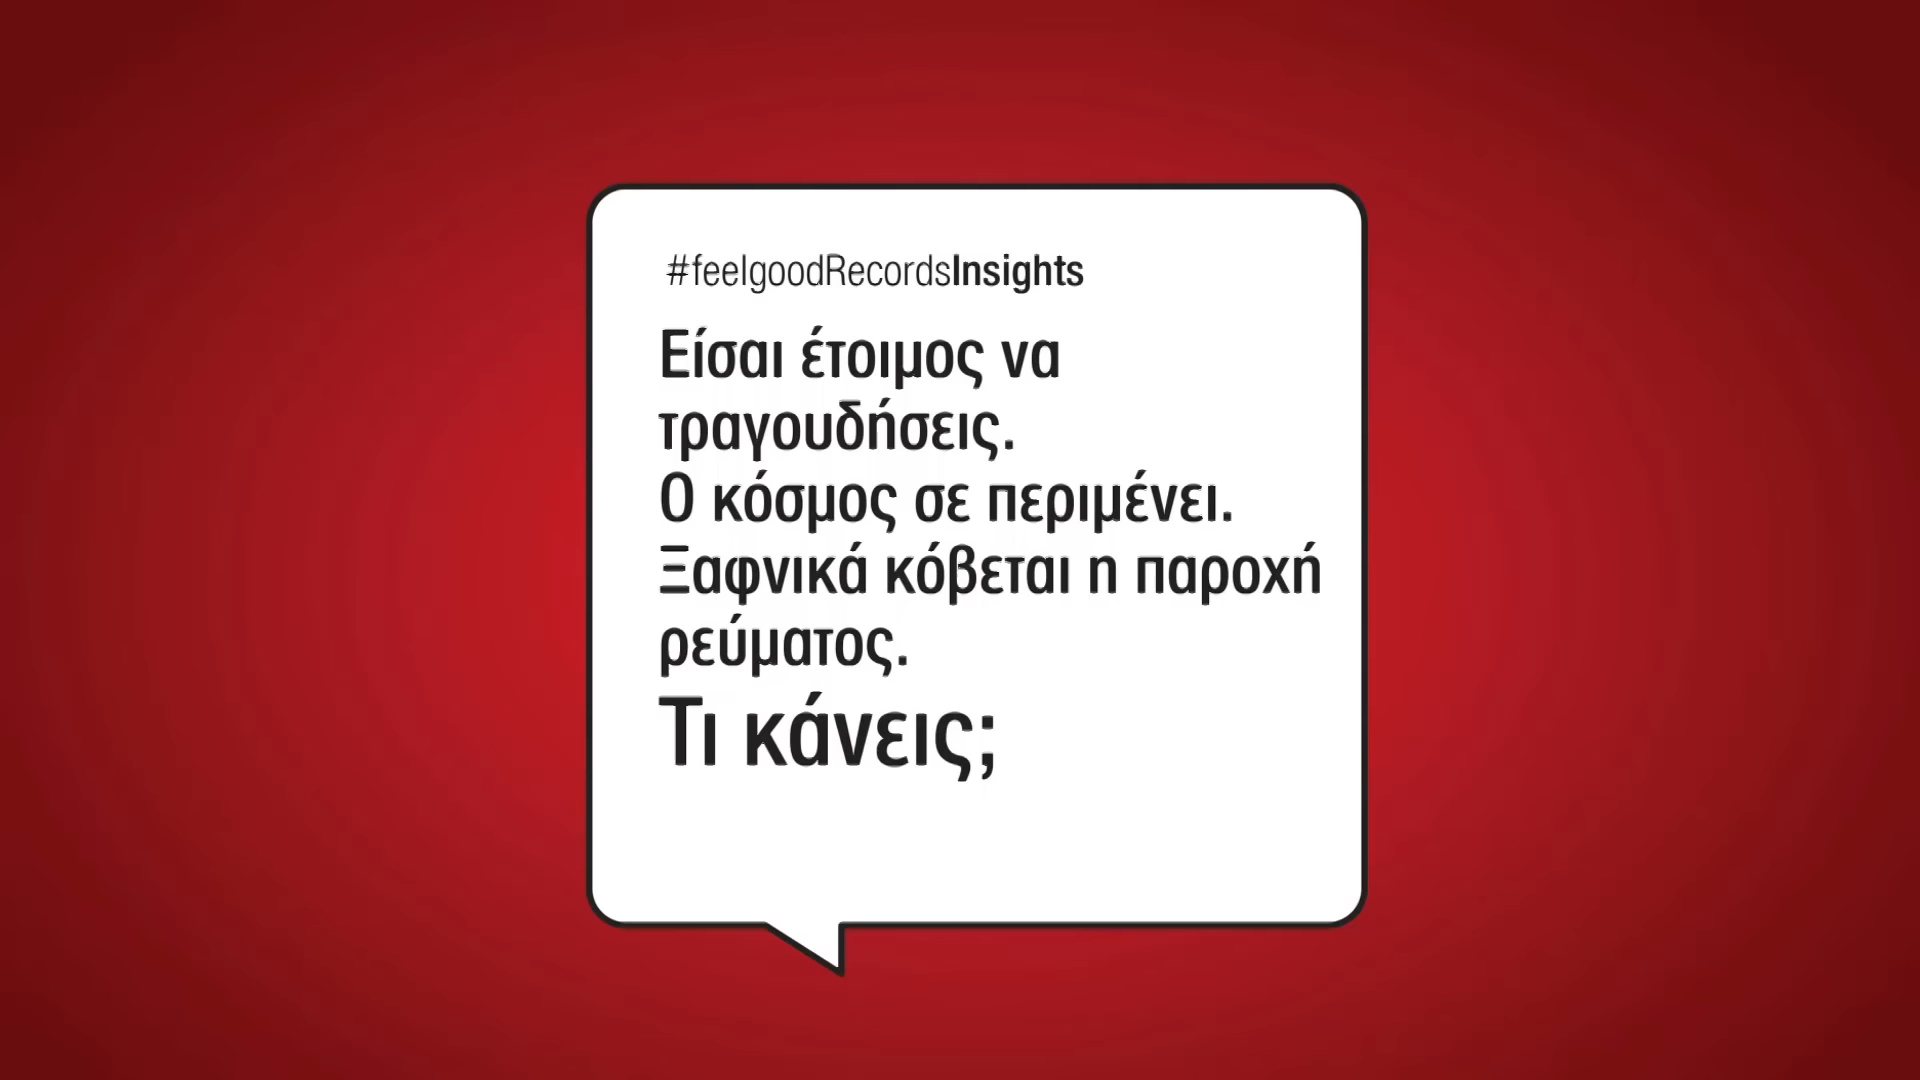 #feelgoodRecordsInsights
Είσαι έτοιμος να
τραγουδήσεις.
Ο κόσμος σε περιμένει.
Ξαφνικά κόβεται η παροχή
ρεύματος.
Τι κάνεις;